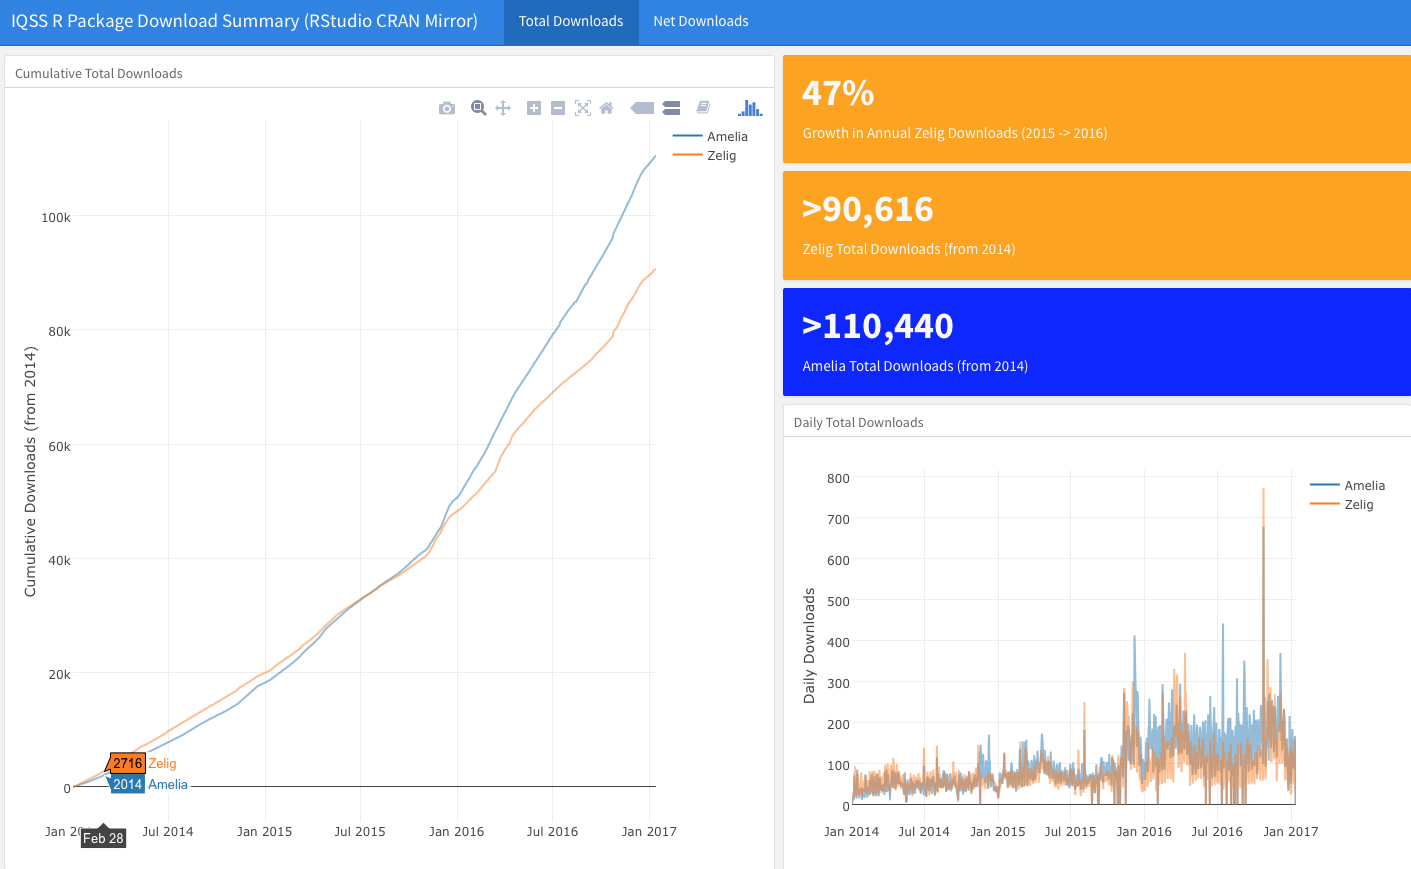 IQSS R Package Download Summary (RStudio CRAN Mirror)
Total Downloads
Net Downloads
Cumulative Total Downloads
Amelia
Zelig
Cumulative Downloads (from 2014)
100k
80k
60k
40k
20k
0
2716 Zelig
2014 Amelia
Jan
Feb 28
Jul 2014
Jan 2015
Jul 2015
Jan 2016
Jul 2016
Jan 2017
47%
Growth in Annual Zelig Downloads (2015 -> 2016)
>90,616
Zelig Total Downloads (from 2014)
>110,440
Amelia Total Downloads (from 2014)
Daily Total Downloads
Amelia
Zelig
Daily Downloads
800
700
600
500
400
300
200
100
0
Jan 2014
Jul 2014
Jan 2015
Jul 2015
Jan 2016
Jul 2016
Jan 2017